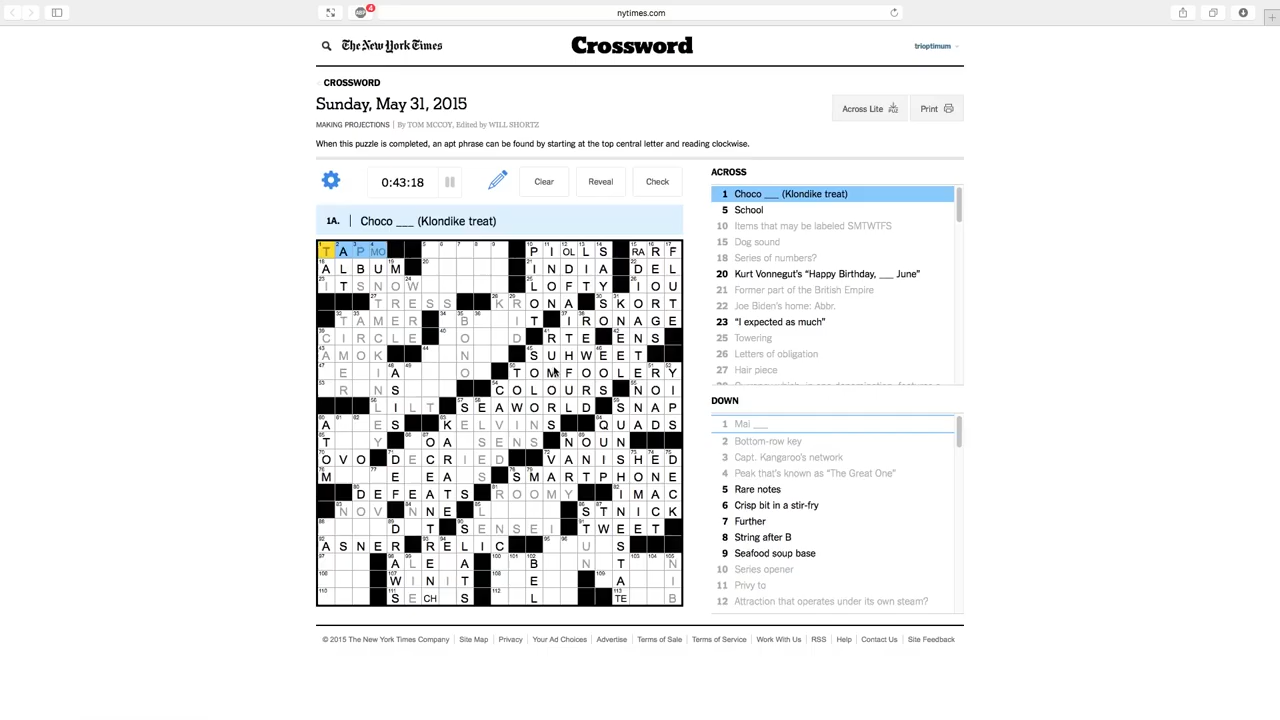 4
nytimes.com
The New York Times
Crossword
trioptimum
CROSSWORD
Sunday, May 31, 2015
MAKING PROJECTIONS | By TOM MCCOY, Edited by WILL SHORTZ
Across Lite
Print
When this puzzle is completed, an apt phrase can be found by starting at the top central letter and reading clockwise.
0:43:18
Clear
Reveal
Check
1A. | Choco ___ (Klondike treat)
ACROSS
1 Choco ___ (Klondike treat)
5 School
10 Items that may be labeled SMTWTFS
15 Dog sound
18 Series of numbers?
20 Kurt Vonnegut's "Happy Birthday, ___ June"
21 Former part of the British Empire
22 Joe Biden's home: Abbr.
23 "I expected as much"
25 Towering
26 Letters of obligation
27 Hair piece
DOWN
1 Mai ___
2 Bottom-row key
3 Capt. Kangaroo's network
4 Peak that's known as "The Great One"
5 Rare notes
6 Crisp bit in a stir-fry
7 Further
8 String after B
9 Seafood soup base
10 Series opener
11 Privy to
12 Attraction that operates under its own steam?
T A P MO P I OL L S RA R F
A L B U M I N D I A D E L
I T S N O W L O F T Y I O U
T R E S S K R O N A S K O R T
T A M E R B I T I R O N A G E
C I R C L E O D R T E E N S
A M O K N S U H W E E T
E I A O T O M F O O L E R Y
R N S C O L O U R S N O I
L I L T S E A W O R L D S N A P
A E S K E L V I N S Q U A D S
T Y O A S E N S N O U N
O V O D E C R I E D V A N I S H E D
M E E A S S M A R T P H O N E
D E F E A T S R O O M Y I M A C
N O V N N E L S T N I C K
D T S E N S E I T W E E T
A S N E R R E L I C U S
A L E A B N T N
W I N I T E A I
S E CH S L TE B
© 2015 The New York Times Company | Site Map | Privacy | Your Ad Choices | Advertise | Terms of Sale | Terms of Service | Work With Us | RSS | Help | Contact Us | Site Feedback